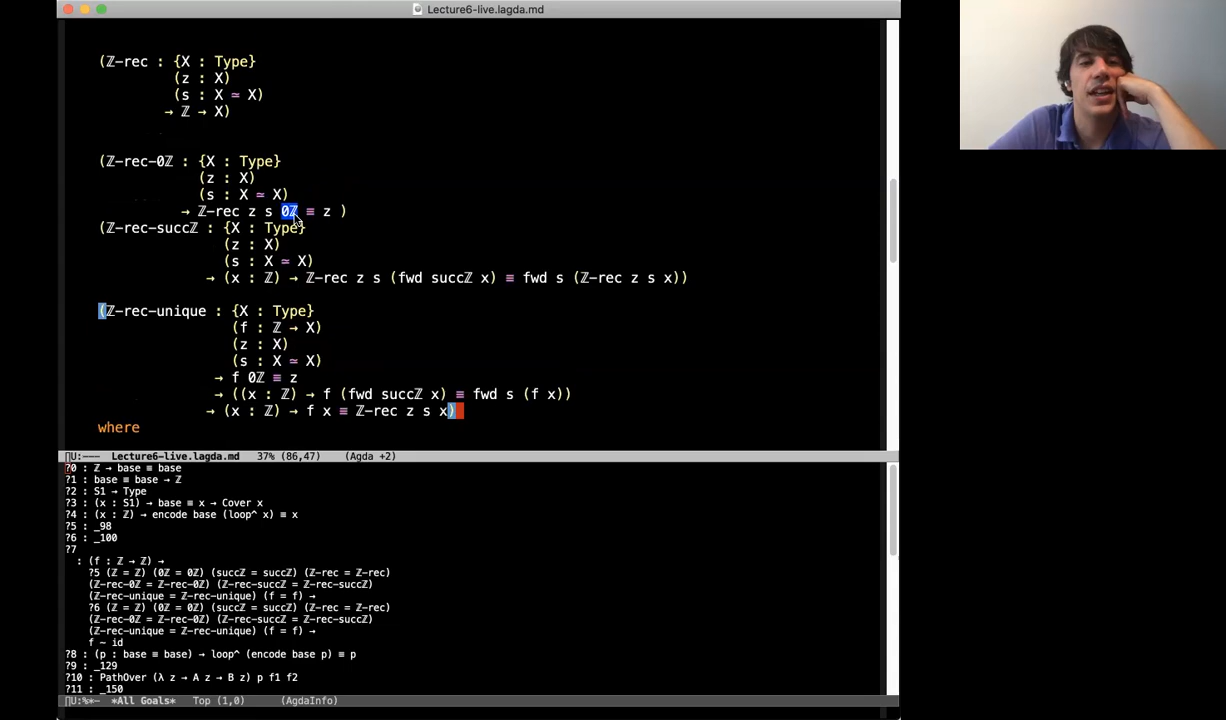 Lecture6-live.lagda.md
(ℤ-rec : {X : Type}
(z : X)
(s : X ≃ X)
→ ℤ → X)
(ℤ-rec-0ℤ : {X : Type}
(z : X)
(s : X ≃ X)
→ ℤ-rec z s 0ℤ ≡ z )
(ℤ-rec-succℤ : {X : Type}
(z : X)
(s : X ≃ X)
→ (x : ℤ) → ℤ-rec z s (fwd succℤ x) ≡ fwd s (ℤ-rec z s x))
(ℤ-rec-unique : {X : Type}
(f : ℤ → X)
(z : X)
(s : X ≃ X)
→ f 0ℤ ≡ z
→ ((x : ℤ) → f (fwd succℤ x) ≡ fwd s (f x))
→ (x : ℤ) → f x ≡ ℤ-rec z s x)
where
U:--- Lecture6-live.lagda.md 37% (86,47) (Agda +2)
?0 : ℤ → base ≡ base
?1 : base ≡ base → ℤ
?2 : S1 → Type
?3 : (x : S1) → base ≡ x → Cover x
?4 : (x : ℤ) → encode base (loop^ x) ≡ x
?5 : _98
?6 : _100
?7
: (f : ℤ → ℤ) →
?5 (ℤ = ℤ) (0ℤ = 0ℤ) (succℤ = succℤ) (ℤ-rec = ℤ-rec)
(ℤ-rec-0ℤ = ℤ-rec-0ℤ) (ℤ-rec-succℤ = ℤ-rec-succℤ)
(ℤ-rec-unique = ℤ-rec-unique) (f = f) →
?6 (ℤ = ℤ) (0ℤ = 0ℤ) (succℤ = succℤ) (ℤ-rec = ℤ-rec)
(ℤ-rec-0ℤ = ℤ-rec-0ℤ) (ℤ-rec-succℤ = ℤ-rec-succℤ)
(ℤ-rec-unique = ℤ-rec-unique) (f = f) →
f ~ id
?8 : (p : base ≡ base) → loop^ (encode base p) ≡ p
?9 : _129
?10 : PathOver (λ z → A z → B z) p f1 f2
?11 : _150
U:%*- *All Goals* Top (1,0) (AgdaInfo)